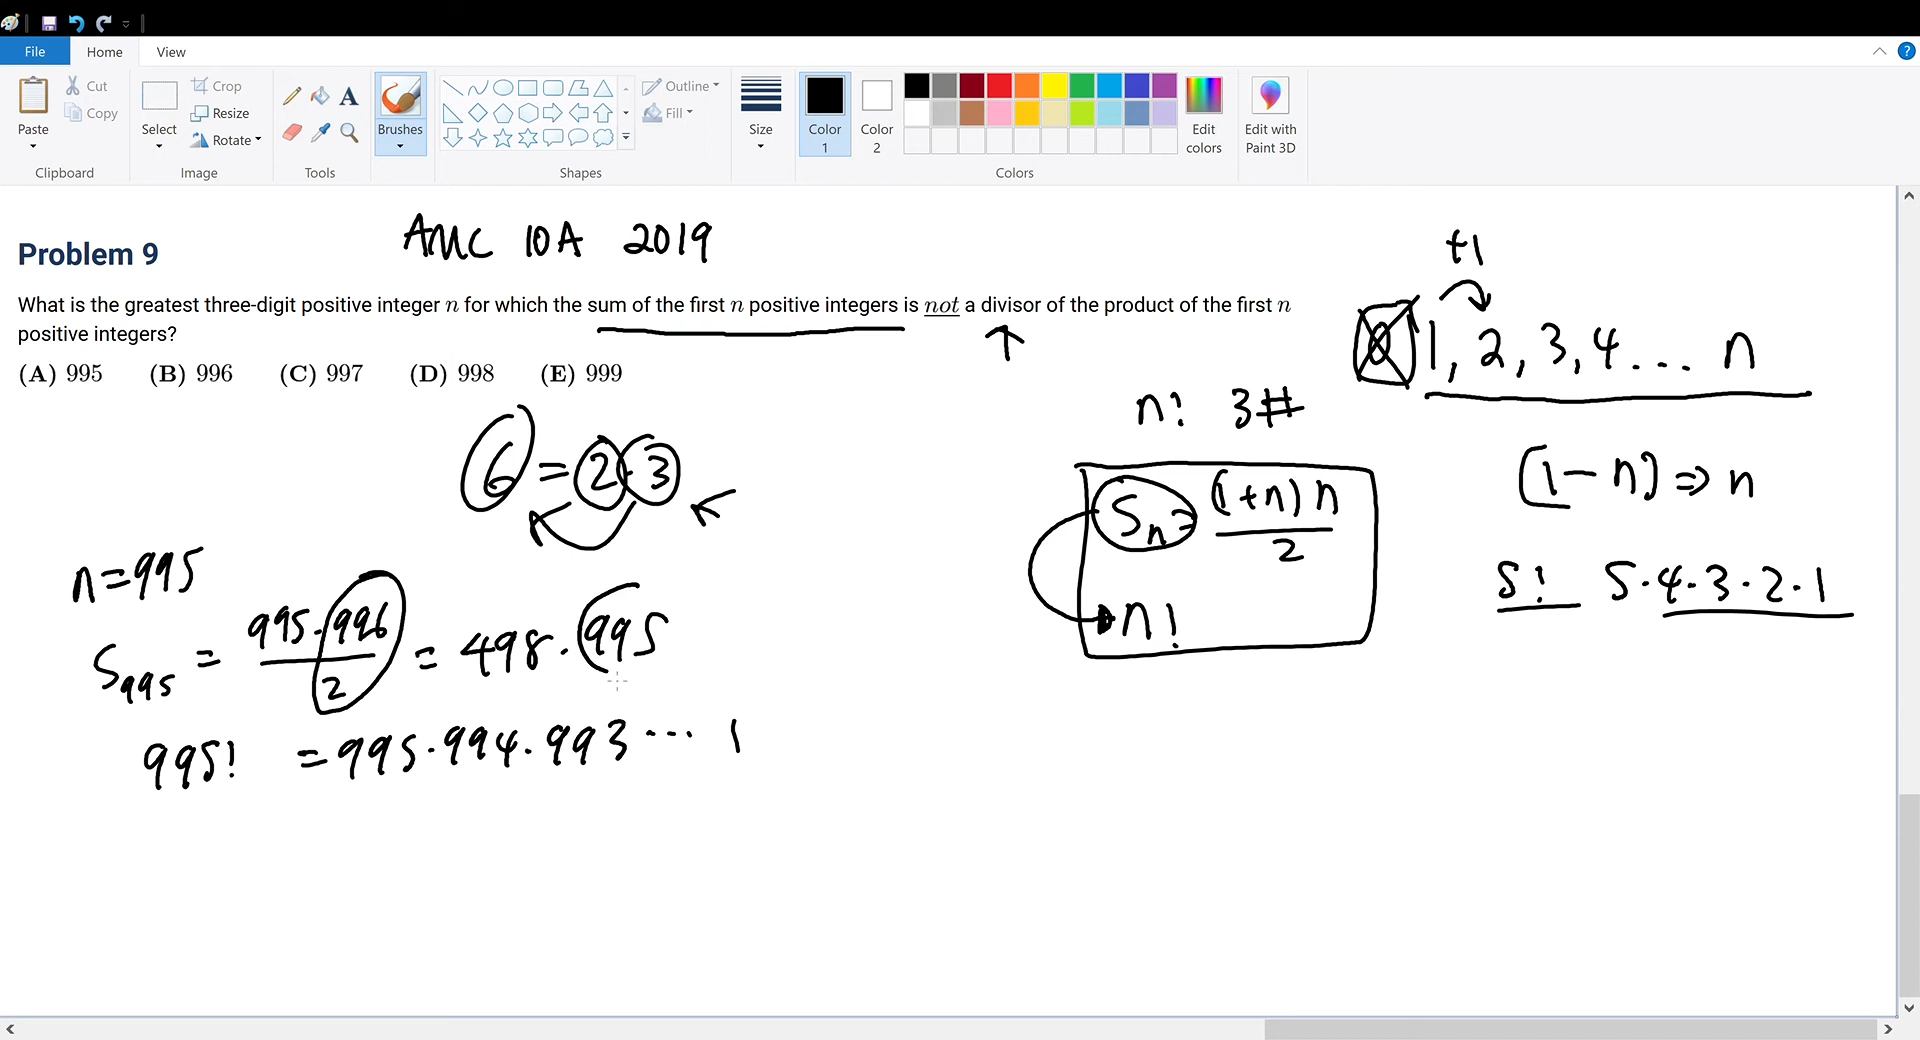 File Home View
Paste Cut Copy Clipboard
Select Crop Resize Rotate Image
A Tools
Brushes
Outline Fill Shapes
Size
Color 1 Color 2 Edit colors Edit with Paint 3D Colors
AMC 10A 2019
Problem 9
What is the greatest three-digit positive integer n for which the sum of the first n positive integers is not a divisor of the product of the first n
positive integers?
(A) 995 (B) 996 (C) 997 (D) 998 (E) 999
+1
0 1, 2, 3, 4 ... n
n! 3#
6 = 2 · 3
Sn = (1+n) n / 2
n!
(1 – n) => n
5! 5·4·3·2·1
n=995
S995 = 995·996 / 2 = 498 · 995
995! = 995·994·993 ... 1